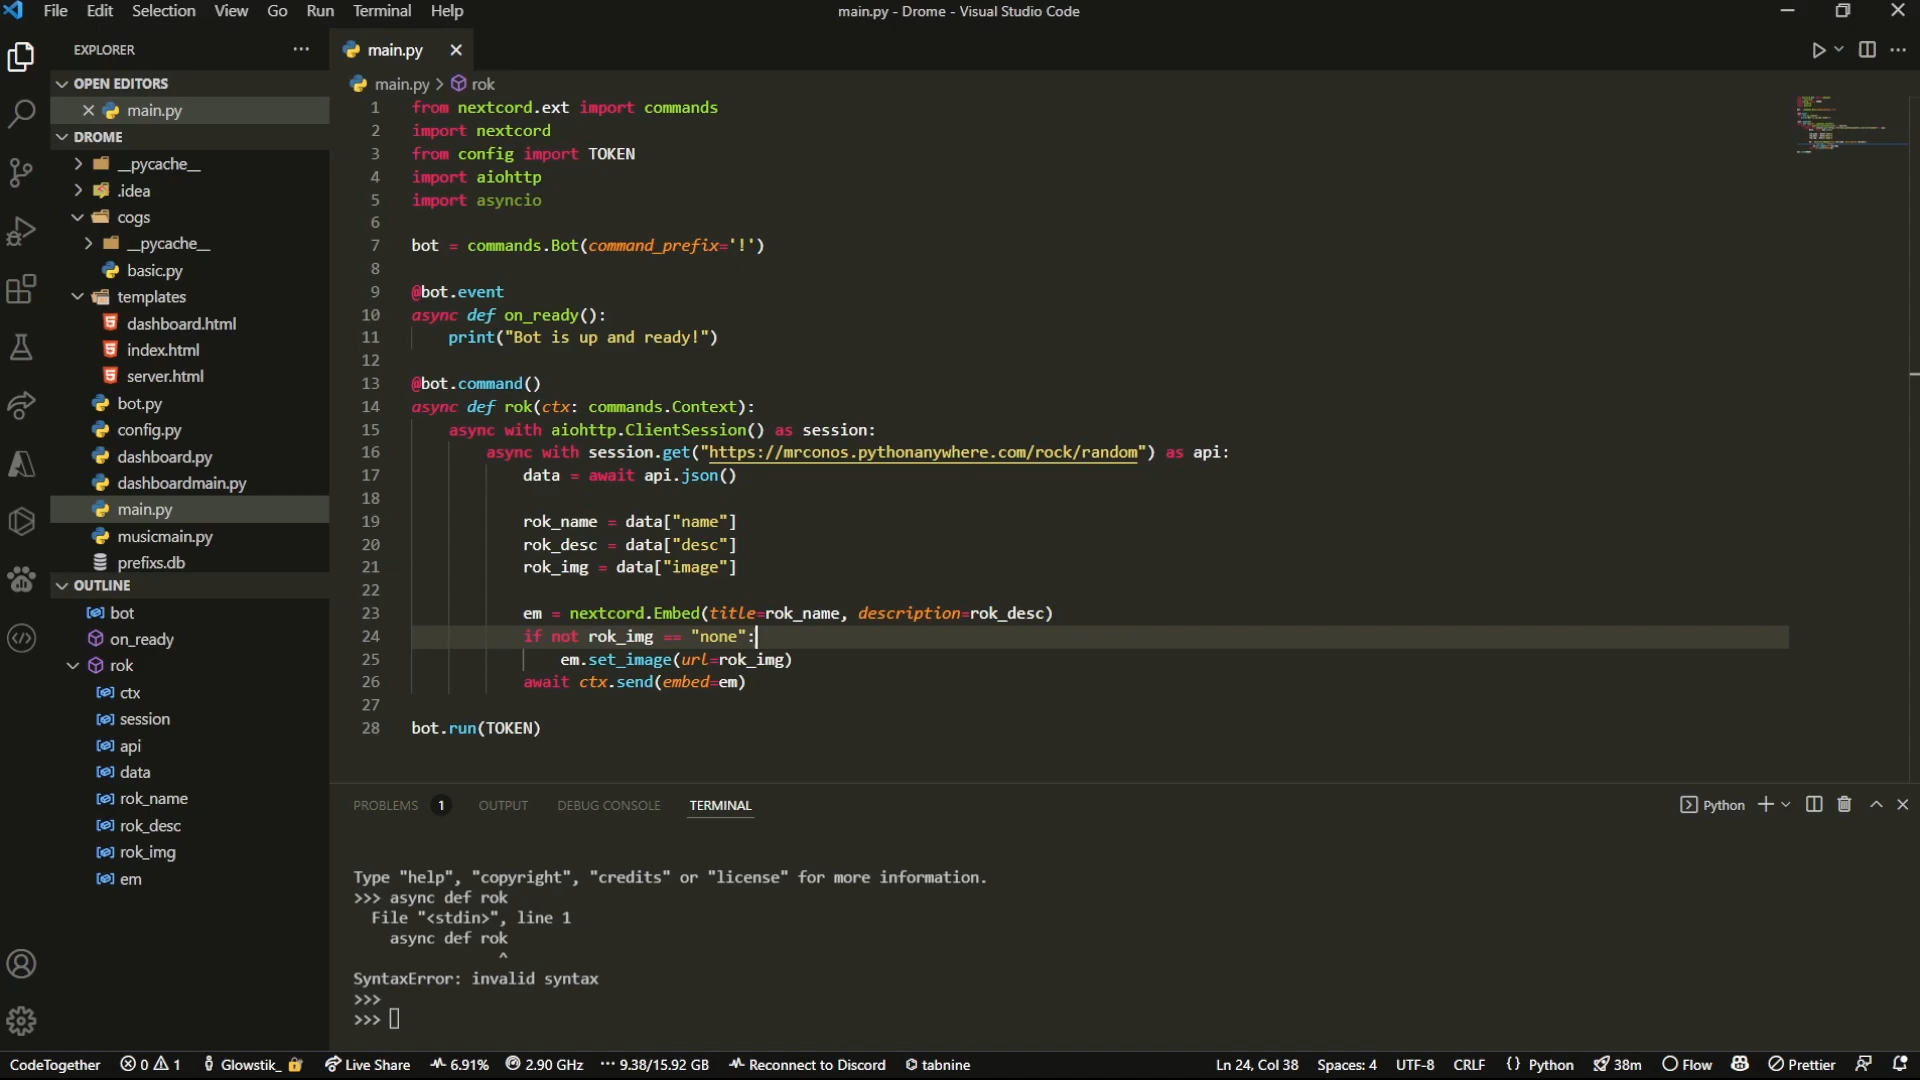 File Edit Selection View Go Run Terminal Help
main.py - Drome - Visual Studio Code
EXPLORER
OPEN EDITORS
main.py
DROME
__pycache__
.idea
cogs
__pycache__
basic.py
templates
dashboard.html
index.html
server.html
bot.py
config.py
dashboard.py
dashboardmain.py
main.py
musicmain.py
prefixs.db
OUTLINE
bot
on_ready
rok
ctx
session
api
data
rok_name
rok_desc
rok_img
em
main.py
main.py > rok
1 from nextcord.ext import commands
2 import nextcord
3 from config import TOKEN
4 import aiohttp
5 import asyncio
6
7 bot = commands.Bot(command_prefix='!')
8
9 @bot.event
10 async def on_ready():
11 print("Bot is up and ready!")
12
13 @bot.command()
14 async def rok(ctx: commands.Context):
15 async with aiohttp.ClientSession() as session:
16 async with session.get("https://mrconos.pythonanywhere.com/rock/random") as api:
17 data = await api.json()
18
19 rok_name = data["name"]
20 rok_desc = data["desc"]
21 rok_img = data["image"]
22
23 em = nextcord.Embed(title=rok_name, description=rok_desc)
24 if not rok_img == "none":
25 em.set_image(url=rok_img)
26 await ctx.send(embed=em)
27
28 bot.run(TOKEN)
PROBLEMS 1 OUTPUT DEBUG CONSOLE TERMINAL
Python
Type "help", "copyright", "credits" or "license" for more information.
>>> async def rok
File "<stdin>", line 1
async def rok
^
SyntaxError: invalid syntax
>>>
>>>
CodeTogether 0 1 Glowstik_ Live Share 6.91% 2.90 GHz 9.38/15.92 GB Reconnect to Discord tabnine Ln 24, Col 38 Spaces: 4 UTF-8 CRLF Python 38m Flow Prettier